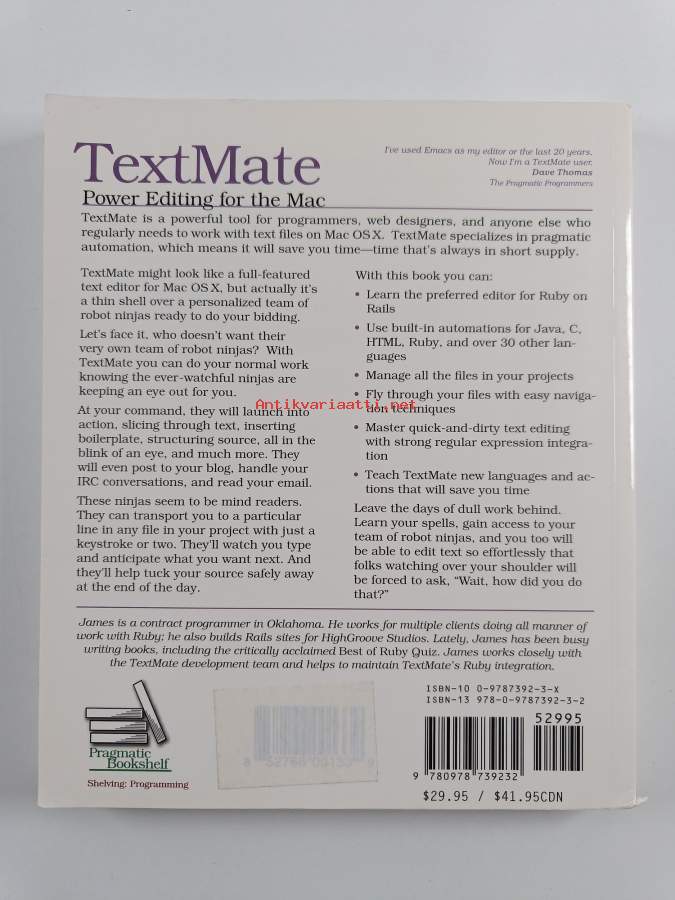 TextMate
Power Editing for the Mac
I've used Emacs as my editor or the last 20 years.
Now I'm a TextMate user.
Dave Thomas
The Pragmatic Programmers
TextMate is a powerful tool for programmers, web designers, and anyone else who
regularly needs to work with text files on Mac OS X. TextMate specializes in pragmatic
automation, which means it will save you time—time that's always in short supply.
TextMate might look like a full-featured
text editor for Mac OS X, but actually it's
a thin shell over a personalized team of
robot ninjas ready to do your bidding.
Let's face it, who doesn't want their
very own team of robot ninjas? With
TextMate you can do your normal work
knowing the ever-watchful ninjas are
keeping an eye out for you.
At your command, they will launch into
action, slicing through text, inserting
boilerplate, structuring source, all in the
blink of an eye, and much more. They
will even post to your blog, handle your
IRC conversations, and read your email.
These ninjas seem to be mind readers.
They can transport you to a particular
line in any file in your project with just a
keystroke or two. They'll watch you type
and anticipate what you want next. And
they'll help tuck your source safely away
at the end of the day.
With this book you can:
• Learn the preferred editor for Ruby on
Rails
• Use built-in automations for Java, C,
HTML, Ruby, and over 30 other lan-
guages
• Manage all the files in your projects
• Fly through your files with easy naviga-
tion techniques
• Master quick-and-dirty text editing
with strong regular expression integra-
tion
• Teach TextMate new languages and ac-
tions that will save you time
Leave the days of dull work behind.
Learn your spells, gain access to your
team of robot ninjas, and you too will
be able to edit text so effortlessly that
folks watching over your shoulder will
be forced to ask, "Wait, how did you do
that?"
Antikvariaatti.net
James is a contract programmer in Oklahoma. He works for multiple clients doing all manner of
work with Ruby; he also builds Rails sites for HighGroove Studios. Lately, James has been busy
writing books, including the critically acclaimed Best of Ruby Quiz. James works closely with
the TextMate development team and helps to maintain TextMate's Ruby integration.
Pragmatic
Bookshelf
Shelving: Programming
ISBN-10 0-9787392-3-X
ISBN-13 978-0-9787392-3-2
52995
9 780978 739232
$29.95 / $41.95CDN